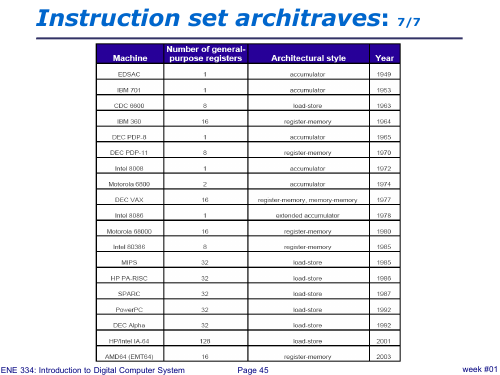 Instruction set architraves: 7/7
Machine Number of general-purpose registers Architectural style Year
EDSAC 1 accumulator 1949
IBM 701 1 accumulator 1953
CDC 6600 8 load-store 1963
IBM 360 16 register-memory 1964
DEC PDP-8 1 accumulator 1965
DEC PDP-11 8 register-memory 1970
Intel 8008 1 accumulator 1972
Motorola 6800 2 accumulator 1974
DEC VAX 16 register-memory, memory-memory 1977
Intel 8086 1 extended accumulator 1978
Motorola 68000 16 register-memory 1980
Intel 80386 8 register-memory 1985
MIPS 32 load-store 1985
HP PA-RISC 32 load-store 1986
SPARC 32 load-store 1987
PowerPC 32 load-store 1992
DEC Alpha 32 load-store 1992
HP/Intel IA-64 128 load-store 2001
AMD64 (EMT64) 16 register-memory 2003
ENE 334: Introduction to Digital Computer System Page 45 week #01